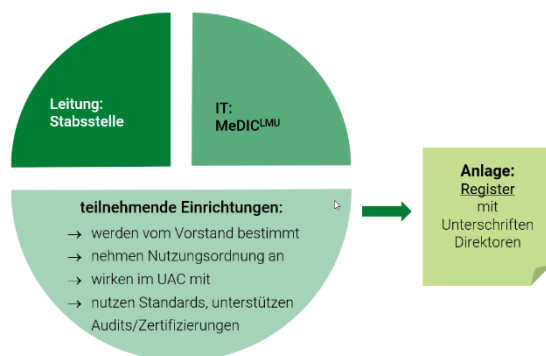 Leitung:
Stabsstelle
IT:
MeDIC^LMU
teilnehmende Einrichtungen:
→ werden vom Vorstand bestimmt
→ nehmen Nutzungsordnung an
→ wirken im UAC mit
→ nutzen Standards, unterstützen
Audits/Zertifizierungen
Anlage:
Register
mit
Unterschriften
Direktoren